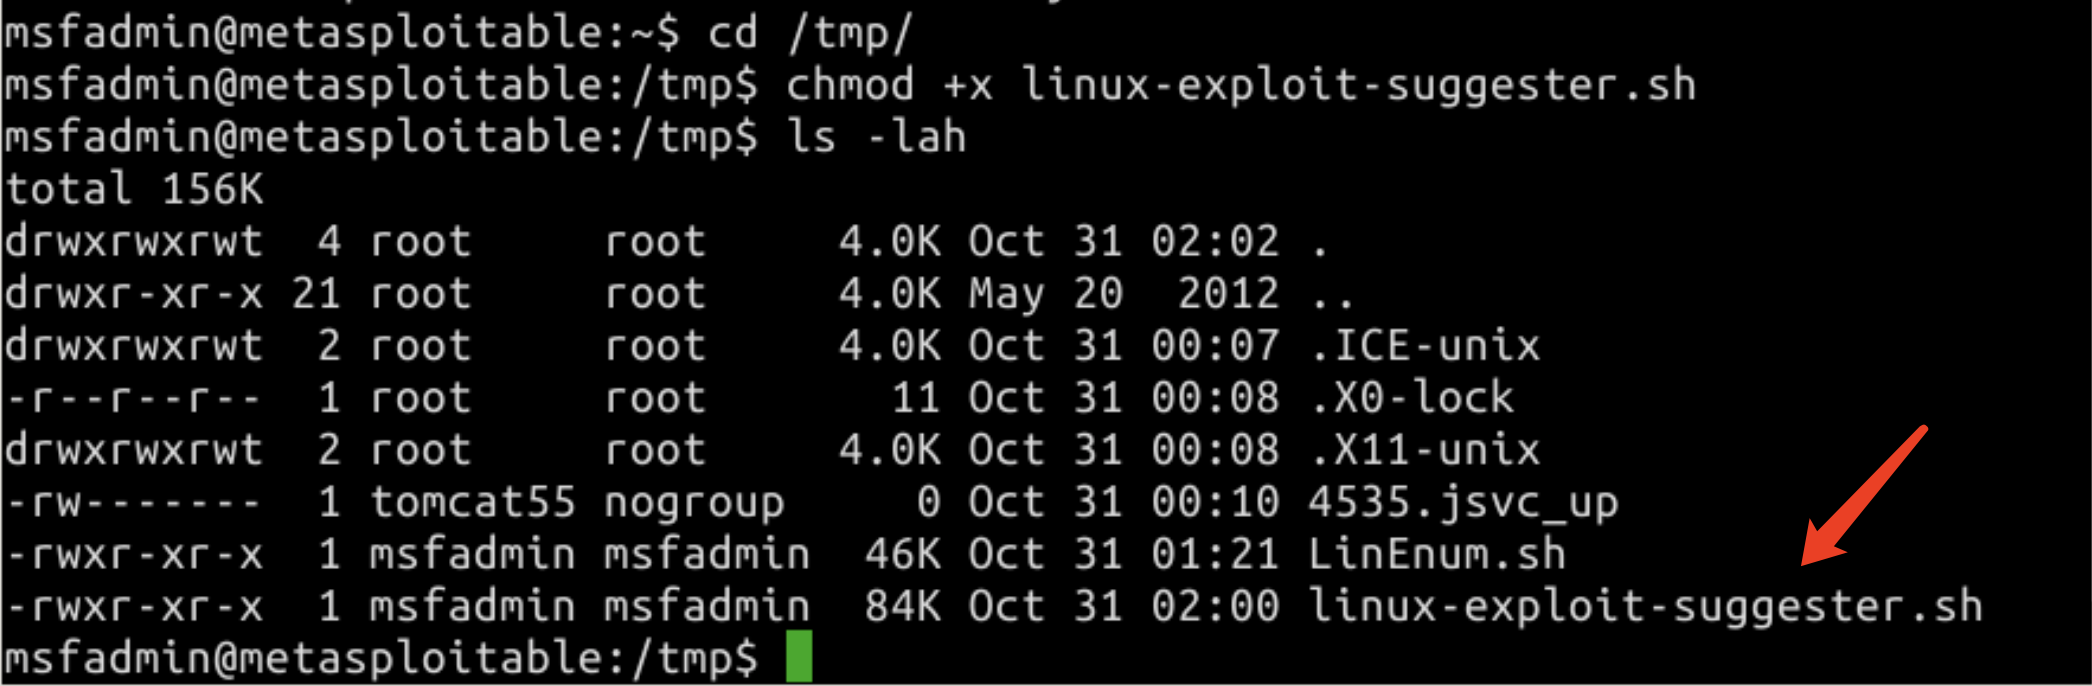 msfadmin@metasploitable:~$ cd /tmp/
msfadmin@metasploitable:/tmp$ chmod +x linux-exploit-suggester.sh
msfadmin@metasploitable:/tmp$ ls -lah
total 156K
drwxrwxrwt  4 root     root     4.0K Oct 31 02:02 .
drwxr-xr-x 21 root     root     4.0K May 20  2012 ..
drwxrwxrwt  2 root     root     4.0K Oct 31 00:07 .ICE-unix
-r--r--r--  1 root     root       11 Oct 31 00:08 .X0-lock
drwxrwxrwt  2 root     root     4.0K Oct 31 00:08 .X11-unix
-rw-------  1 tomcat55 nogroup     0 Oct 31 00:10 4535.jsvc_up
-rwxr-xr-x  1 msfadmin msfadmin  46K Oct 31 01:21 LinEnum.sh
-rwxr-xr-x  1 msfadmin msfadmin  84K Oct 31 02:00 linux-exploit-suggester.sh
msfadmin@metasploitable:/tmp$